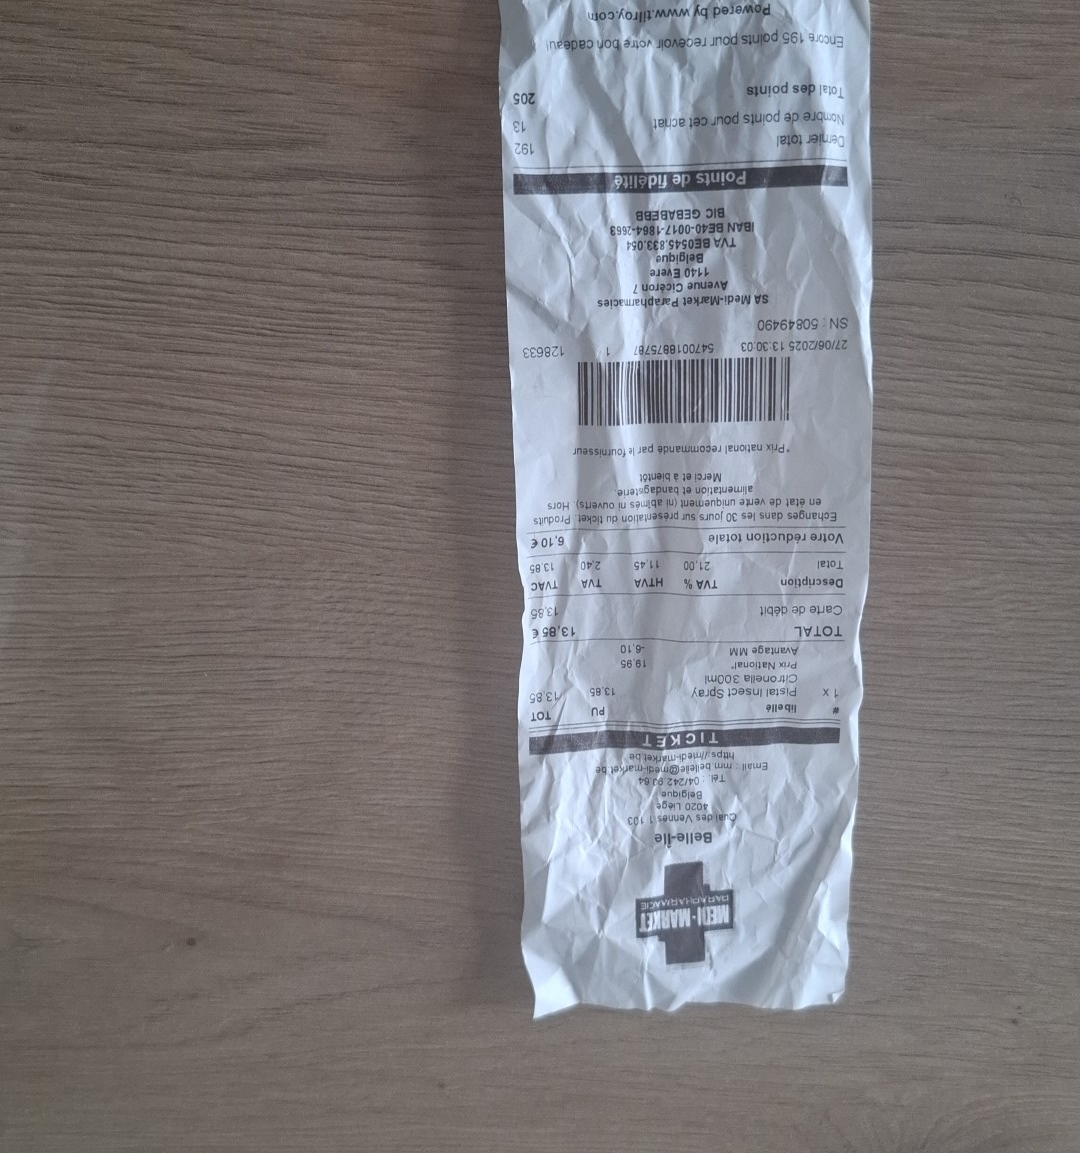 MEDI-MARKET
PARAPHARMACIE
Belle-Île
Quai des Vennes 1 103
4020 Liège
Belgique
Tél. : 04/242 90 64
Email : mm.belleile@medi-market.be
https://medi-market.be
TICKET
# libellé PU TOT
1 x Pistal Insect Spray 13,85 13,85
Citronella 300ml
Prix National* 19,95
Avantage MM -6,10
TOTAL 13,85 €
Carte de débit 13,85
Description TVA % HTVA TVA TVAC
Total 21,00 11,45 2,40 13,85
Votre réduction totale 6,10 €
Echanges dans les 30 jours sur présentation du ticket. Produits
en état de vente uniquement (ni abîmés ni ouverts). Hors
alimentation et bandagisterie.
Merci et à bientôt
*Prix national recommandé par le fournisseur
27/06/2025 13:30:03 5470018875787 1 128633
SN : 50849490
SA Medi-Market Parapharmacies
Avenue Cicéron 7
1140 Evere
Belgique
TVA BE0545.833.054
IBAN BE40-0017-1864-2663
BIC GEBABEBB
Points de fidélité
Dernier total 192
Nombre de points pour cet achat 13
Total des points 205
Encore 195 points pour recevoir votre bon cadeau!
Powered by www.tilroy.com